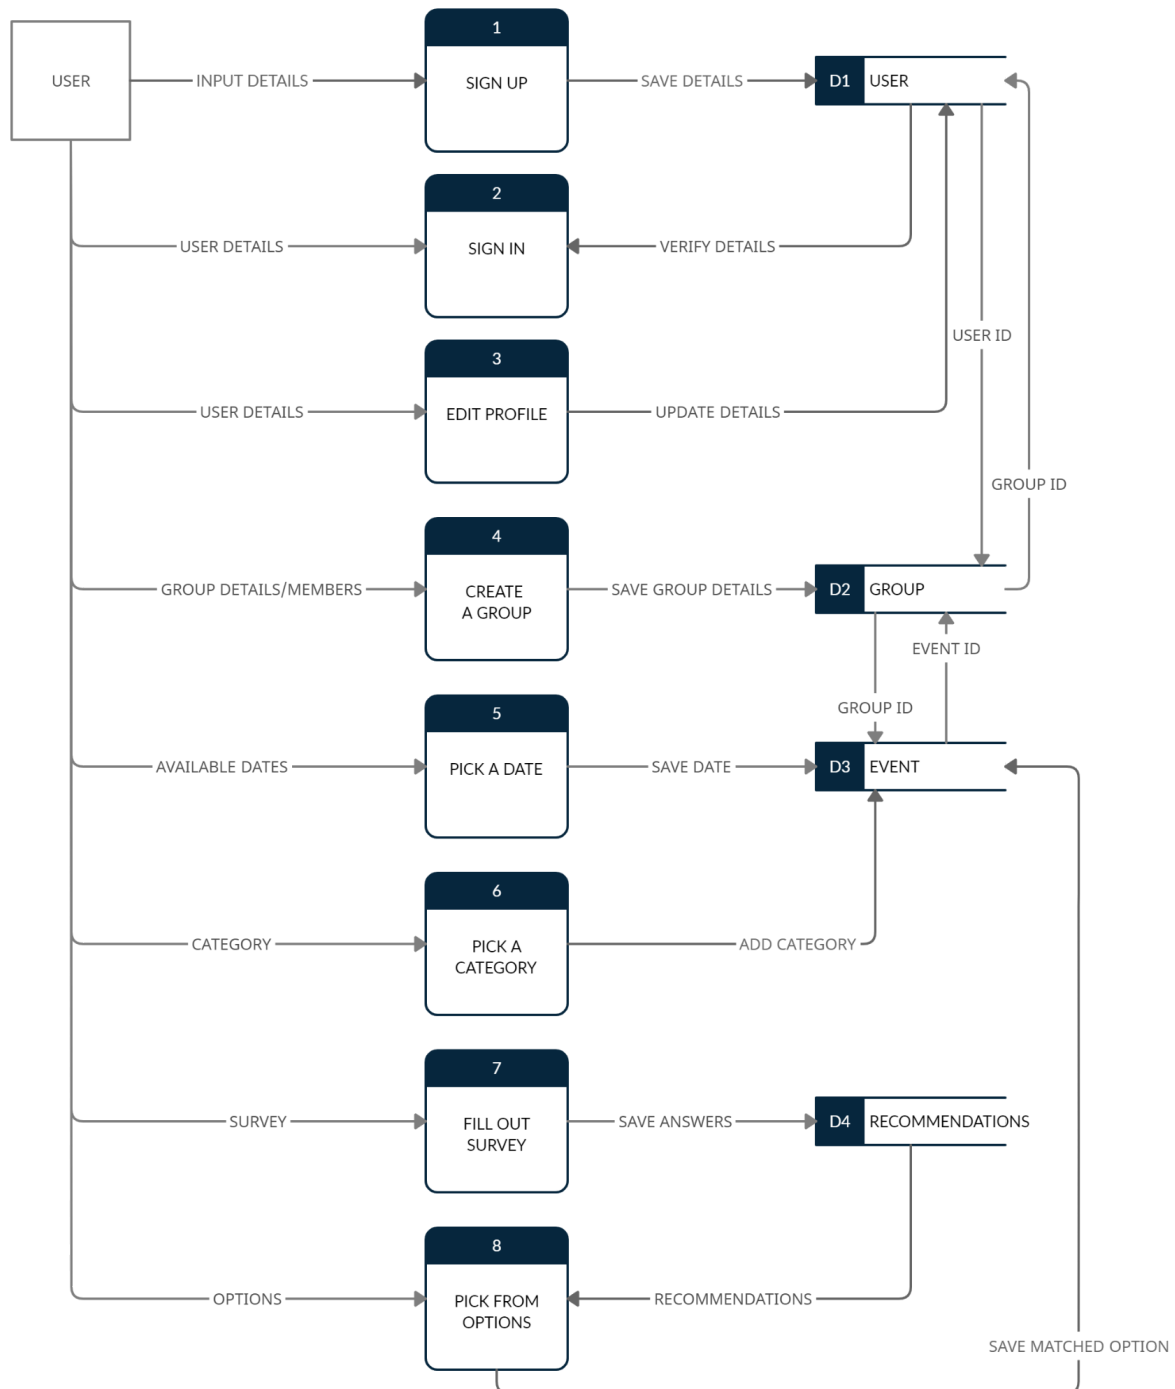 1
USER
INPUT DETAILS
SIGN UP
SAVE DETAILS
D1
USER
2
USER DETAILS
SIGN IN
VERIFY DETAILS
USER ID
3
USER DETAILS
EDIT PROFILE
UPDATE DETAILS
GROUP ID
4
GROUP DETAILS/MEMBERS
CREATE
A GROUP
SAVE GROUP DETAILS
D2
GROUP
EVENT ID
GROUP ID
5
AVAILABLE DATES
PICK A DATE
SAVE DATE
D3
EVENT
6
CATEGORY
PICK A
CATEGORY
ADD CATEGORY
7
SURVEY
FILL OUT
SURVEY
SAVE ANSWERS
D4
RECOMMENDATIONS
8
OPTIONS
PICK FROM
OPTIONS
RECOMMENDATIONS
SAVE MATCHED OPTION